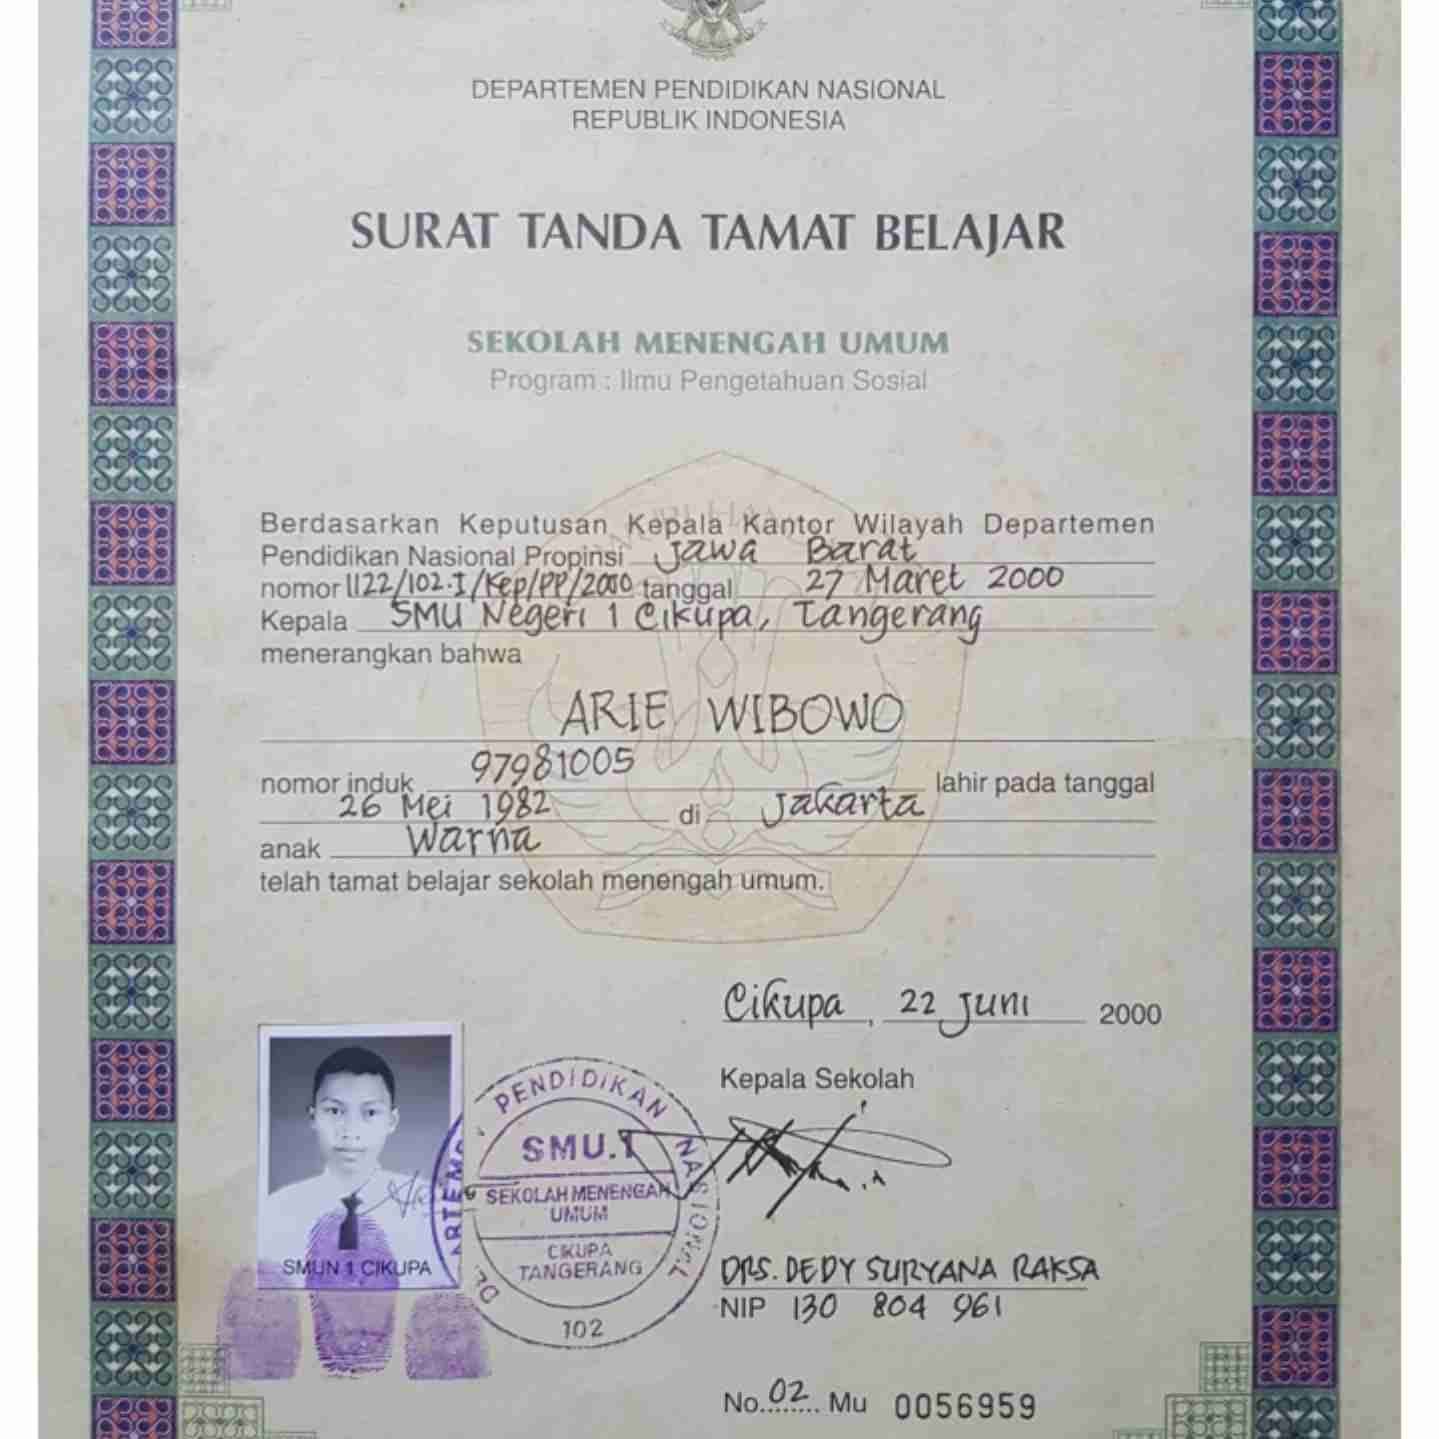 DEPARTEMEN PENDIDIKAN NASIONAL
REPUBLIK INDONESIA
SURAT TANDA TAMAT BELAJAR
SEKOLAH MENENGAH UMUM
Program : Ilmu Pengetahuan Sosial
Berdasarkan Keputusan Kepala Kantor Wilayah Departemen
Pendidikan Nasional Propinsi Jawa Barat
nomor 1122/102.I/Kep/PP/2000 tanggal 27 Maret 2000
Kepala SMU Negeri 1 Cikupa, Tangerang
menerangkan bahwa
ARIE WIBOWO
nomor induk 97981005 lahir pada tanggal
26 Mei 1982 di Jakarta
anak Warna
telah tamat belajar sekolah menengah umum.
Cikupa, 22 Juni 2000
Kepala Sekolah
PENDIDIKAN NASIONAL
SMU.1
SEKOLAH MENENGAH
UMUM
CIKUPA
TANGERANG
102
SMUN 1 CIKUPA
DRS. DEDY SURYANA RAKSA
NIP 130 804 961
No. 02 Mu 0056959